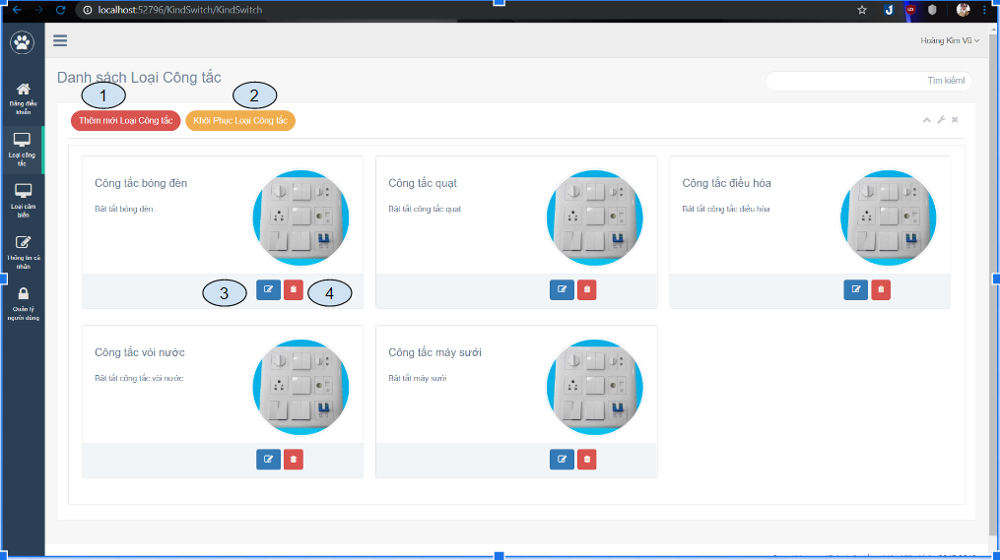 localhost:52796/KindSwitch/KindSwitch
Hoàng Kim Vũ
Danh sách Loại Công tắc
Tìm kiếm!
1
2
Thêm mới Loại Công tắc
Khôi Phục Loại Công tắc
Bảng điều
khiển
Loại công
tắc
Loại cảm
biến
Thông tin cá
nhân
Quản lý
người dùng
Công tắc bóng đèn
Bật tắt bóng đèn.
Công tắc quạt
Bật tắt công tắc quạt
Công tắc điều hòa
Bật tắt công tắc điều hòa
3
4
Công tắc vòi nước
Bật tắt công tắc vòi nước
Công tắc máy sưởi
Bật tắt máy sưởi